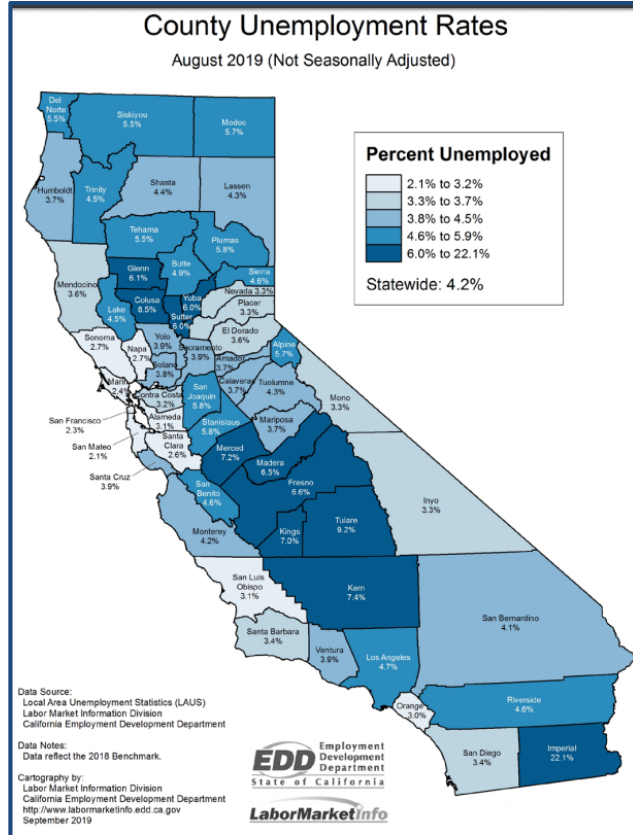 County Unemployment Rates
August 2019 (Not Seasonally Adjusted)
Del
Norte
5.5%
Siskiyou
5.5%
Modoc
5.7%
Percent Unemployed
2.1% to 3.2%
3.3% to 3.7%
3.8% to 4.5%
4.6% to 5.9%
6.0% to 22.1%
Statewide: 4.2%
Humboldt
3.7%
Trinity
4.5%
Shasta
4.4%
Lassen
4.3%
Tehama
5.5%
Plumas
5.8%
Glenn
6.1%
Butte
4.9%
Sierra
4.6%
Mendocino
3.6%
Lake
4.5%
Colusa
8.5%
Yuba
6.0%
Sutter
6.0%
Nevada 3.3%
Placer
3.3%
El Dorado
3.6%
Sonoma
2.7%
Napa
2.7%
Yolo
3.9%
Sacramento
3.9%
Amador
3.7%
Alpine
5.7%
Solano
3.8%
Marin
2.4%
Contra Costa
3.2%
San
Joaquin
5.8%
Calaveras
3.7%
Tuolumne
4.3%
Mono
3.3%
San Francisco
2.3%
Alameda
3.1%
Stanislaus
5.8%
Mariposa
3.7%
San Mateo
2.1%
Santa
Clara
2.6%
Merced
7.2%
Madera
6.5%
Santa Cruz
3.9%
San
Benito
4.6%
Fresno
6.6%
Inyo
3.3%
Monterey
4.2%
Kings
7.0%
Tulare
9.2%
San Luis
Obispo
3.1%
Kern
7.4%
San Bernardino
4.1%
Santa Barbara
3.4%
Ventura
3.9%
Los Angeles
4.7%
Orange
3.0%
Riverside
4.6%
San Diego
3.4%
Imperial
22.1%
Data Source:
Local Area Unemployment Statistics (LAUS)
Labor Market Information Division
California Employment Development Department
Data Notes:
Data reflect the 2018 Benchmark.
Cartography by:
Labor Market Information Division
California Employment Development Department
http://www.labormarketinfo.edd.ca.gov
September 2019
EDD
Employment
Development
Department
State of California
LaborMarketInfo